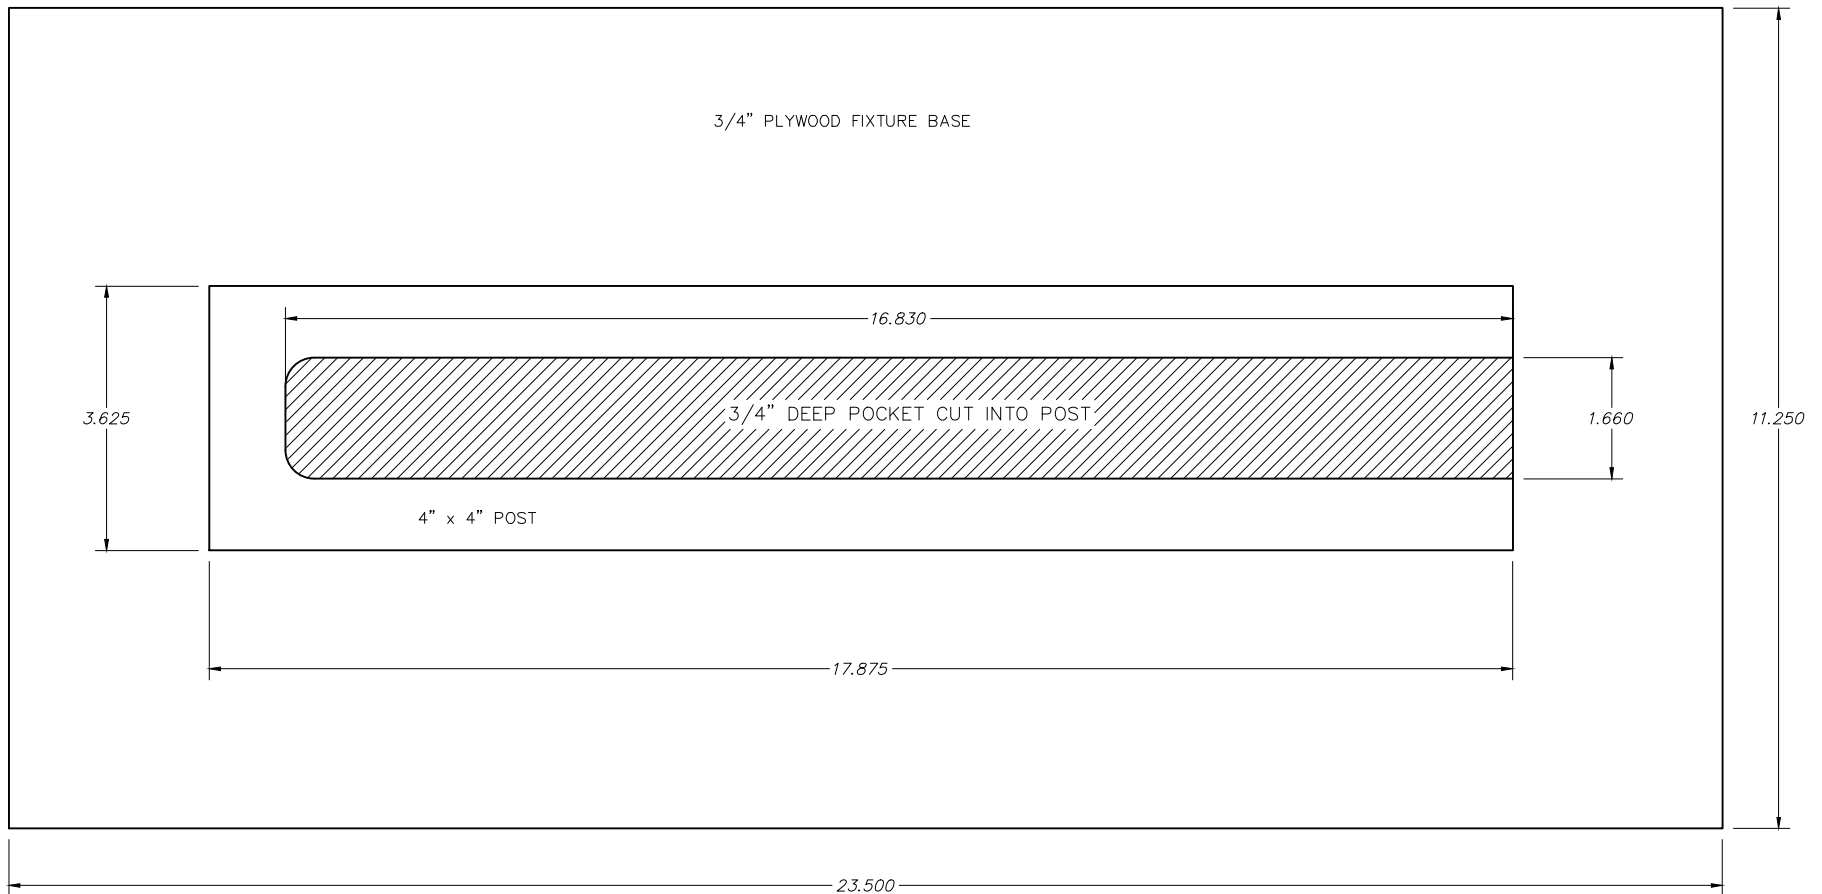 3/4” PLYWOOD FIXTURE BASE
16.830
3/4” DEEP POCKET CUT INTO POST
3.625
1.660
11.250
4” x 4” POST
17.875
23.500